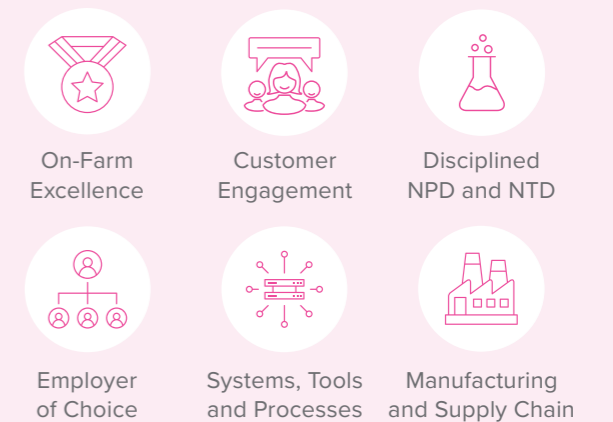 On-Farm
Excellence
Customer
Engagement
Disciplined
NPD and NTD
Employer
of Choice
Systems, Tools
and Processes
Manufacturing
and Supply Chain